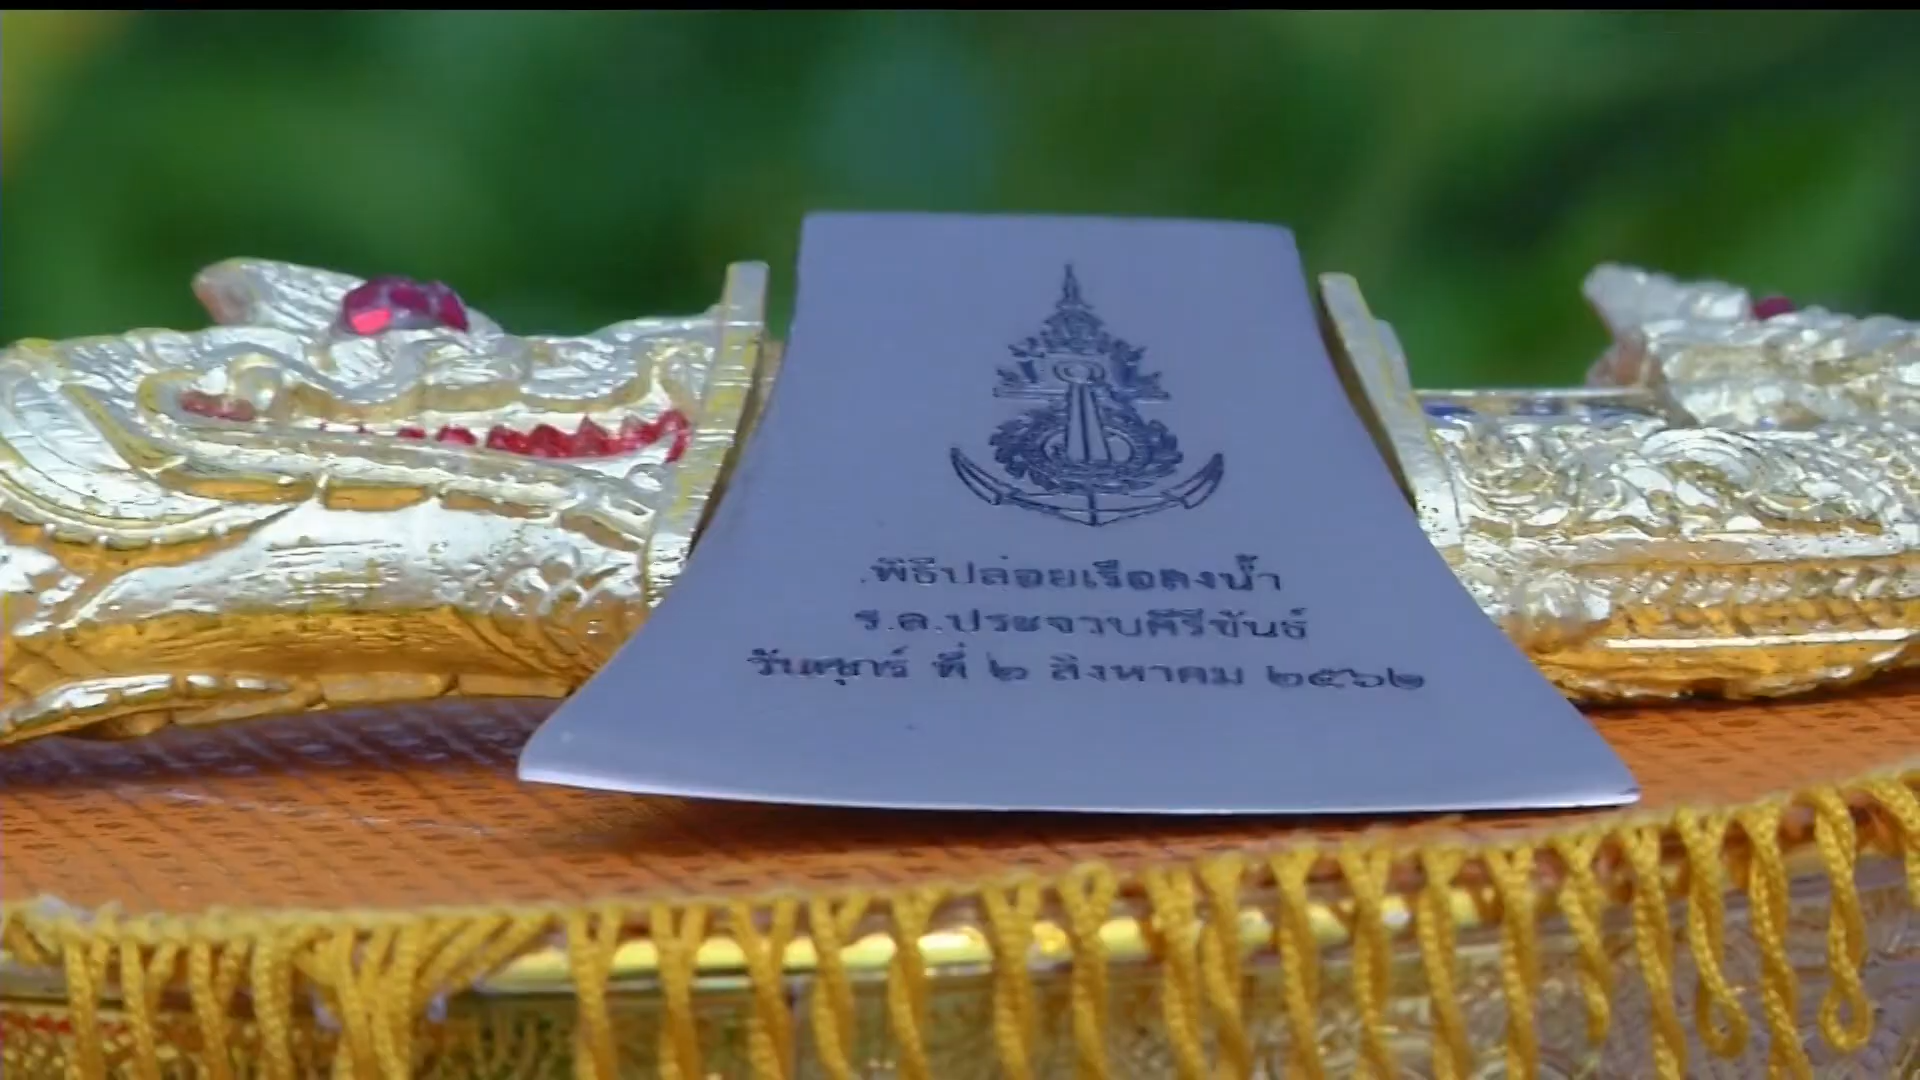 พิธีปล่อยเรือลงน้ำ
ร.ล.ประจวบคีรีขันธ์
วันศุกร์ ที่ ๒ สิงหาคม ๒๕๖๒